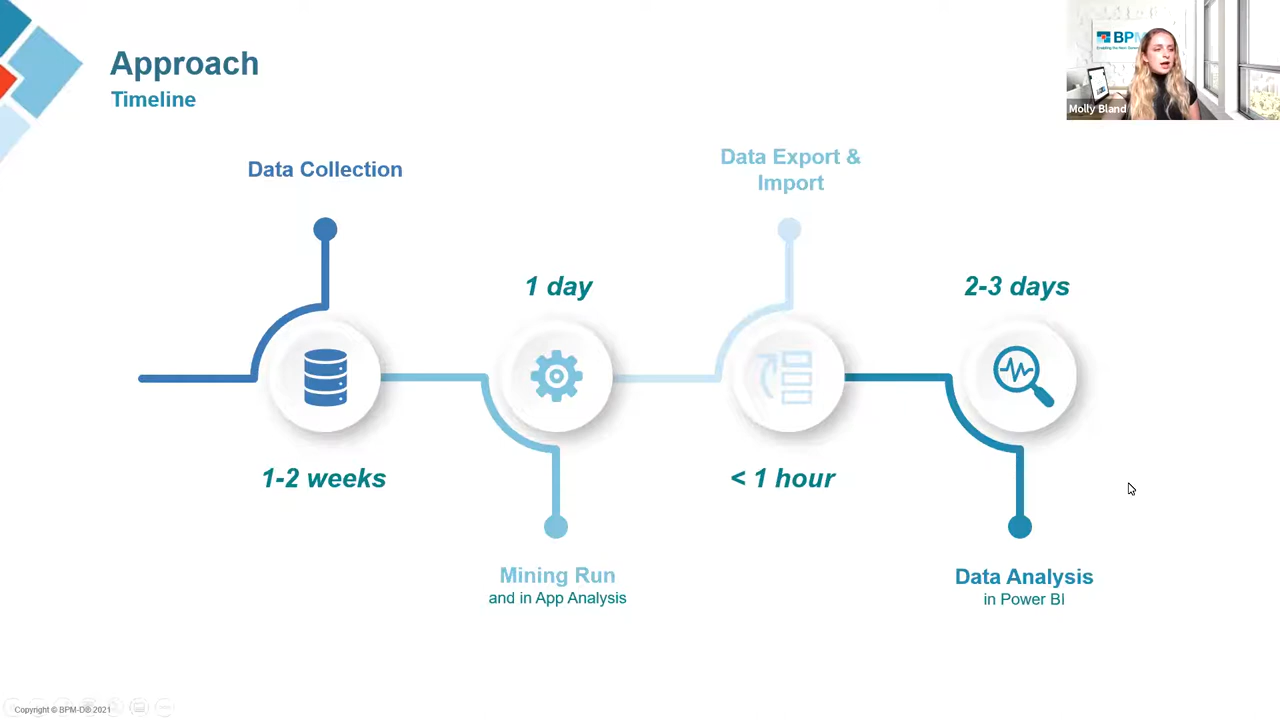 Approach
Timeline
BPM
Molly Bland
Data Collection
Data Export &
Import
1 day
2-3 days
1-2 weeks
< 1 hour
Mining Run
and in App Analysis
Data Analysis
in Power BI
Copyright © BPM-D® 2021